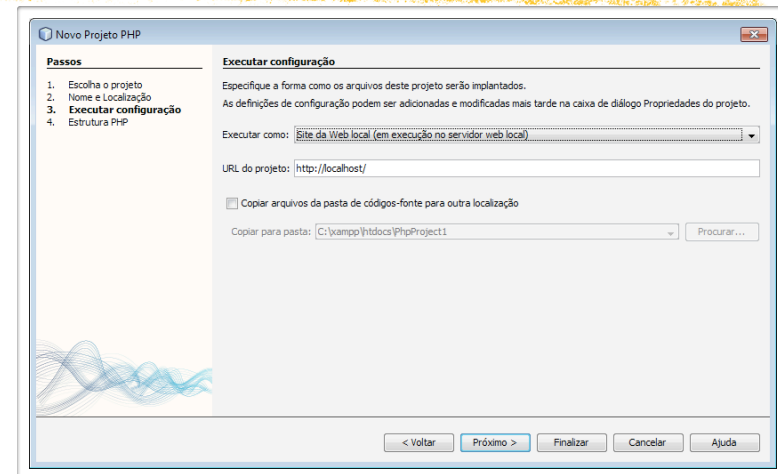 Novo Projeto PHP
Passos
1. Escolha o projeto
2. Nome e Localização
3. Executar configuração
4. Estrutura PHP
Executar configuração
Especifique a forma como os arquivos deste projeto serão implantados.
As definições de configuração podem ser adicionadas e modificadas mais tarde na caixa de diálogo Propriedades do projeto.
Executar como: Site da Web local (em execução no servidor web local)
URL do projeto: http://localhost/
Copiar arquivos da pasta de códigos-fonte para outra localização
Copiar para pasta: C:\xampp\htdocs\PhpProject1 Procurar...
< Voltar Próximo > Finalizar Cancelar Ajuda